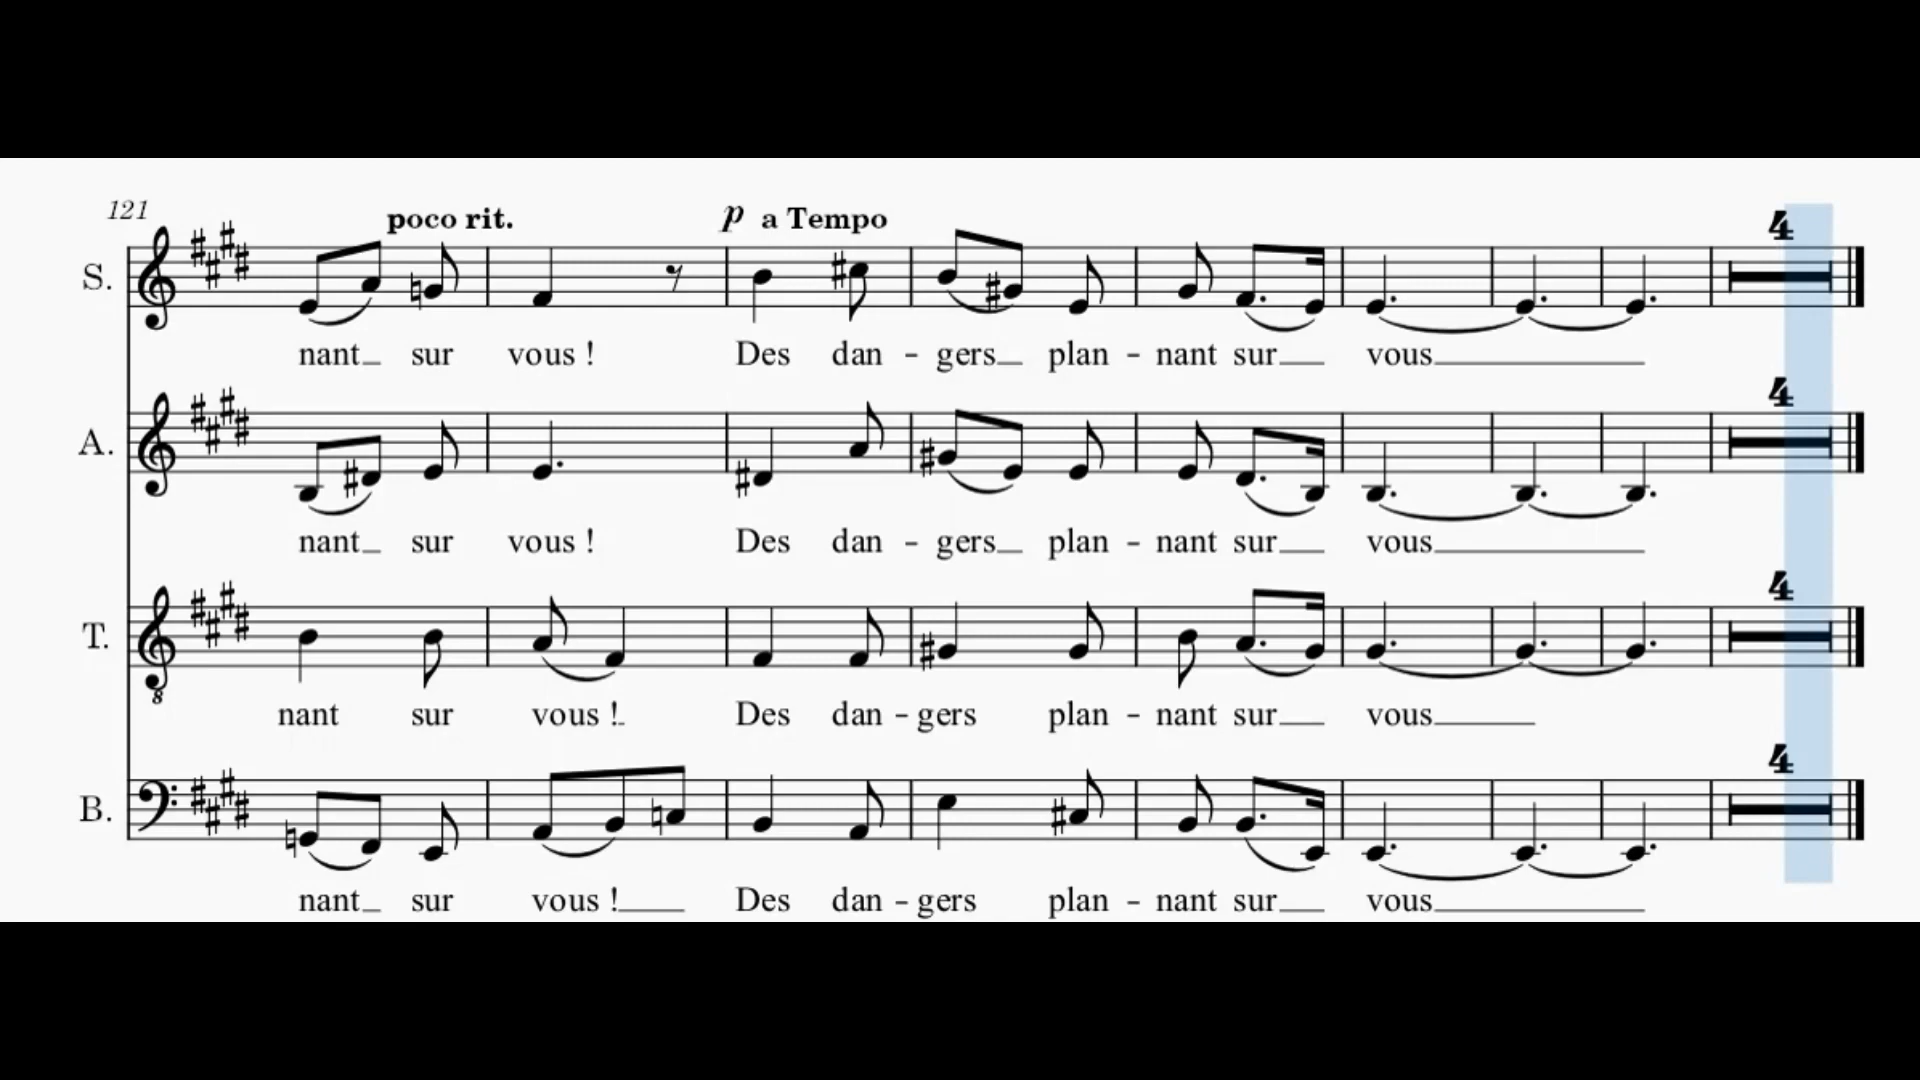 121 poco rit. p a Tempo 4
S.
nant sur vous ! Des dan - gers plan - nant sur vous
4
A.
nant sur vous ! Des dan - gers plan - nant sur vous
4
T.
8
nant sur vous ! Des dan - gers plan - nant sur vous
4
B.
nant sur vous ! Des dan - gers plan - nant sur vous